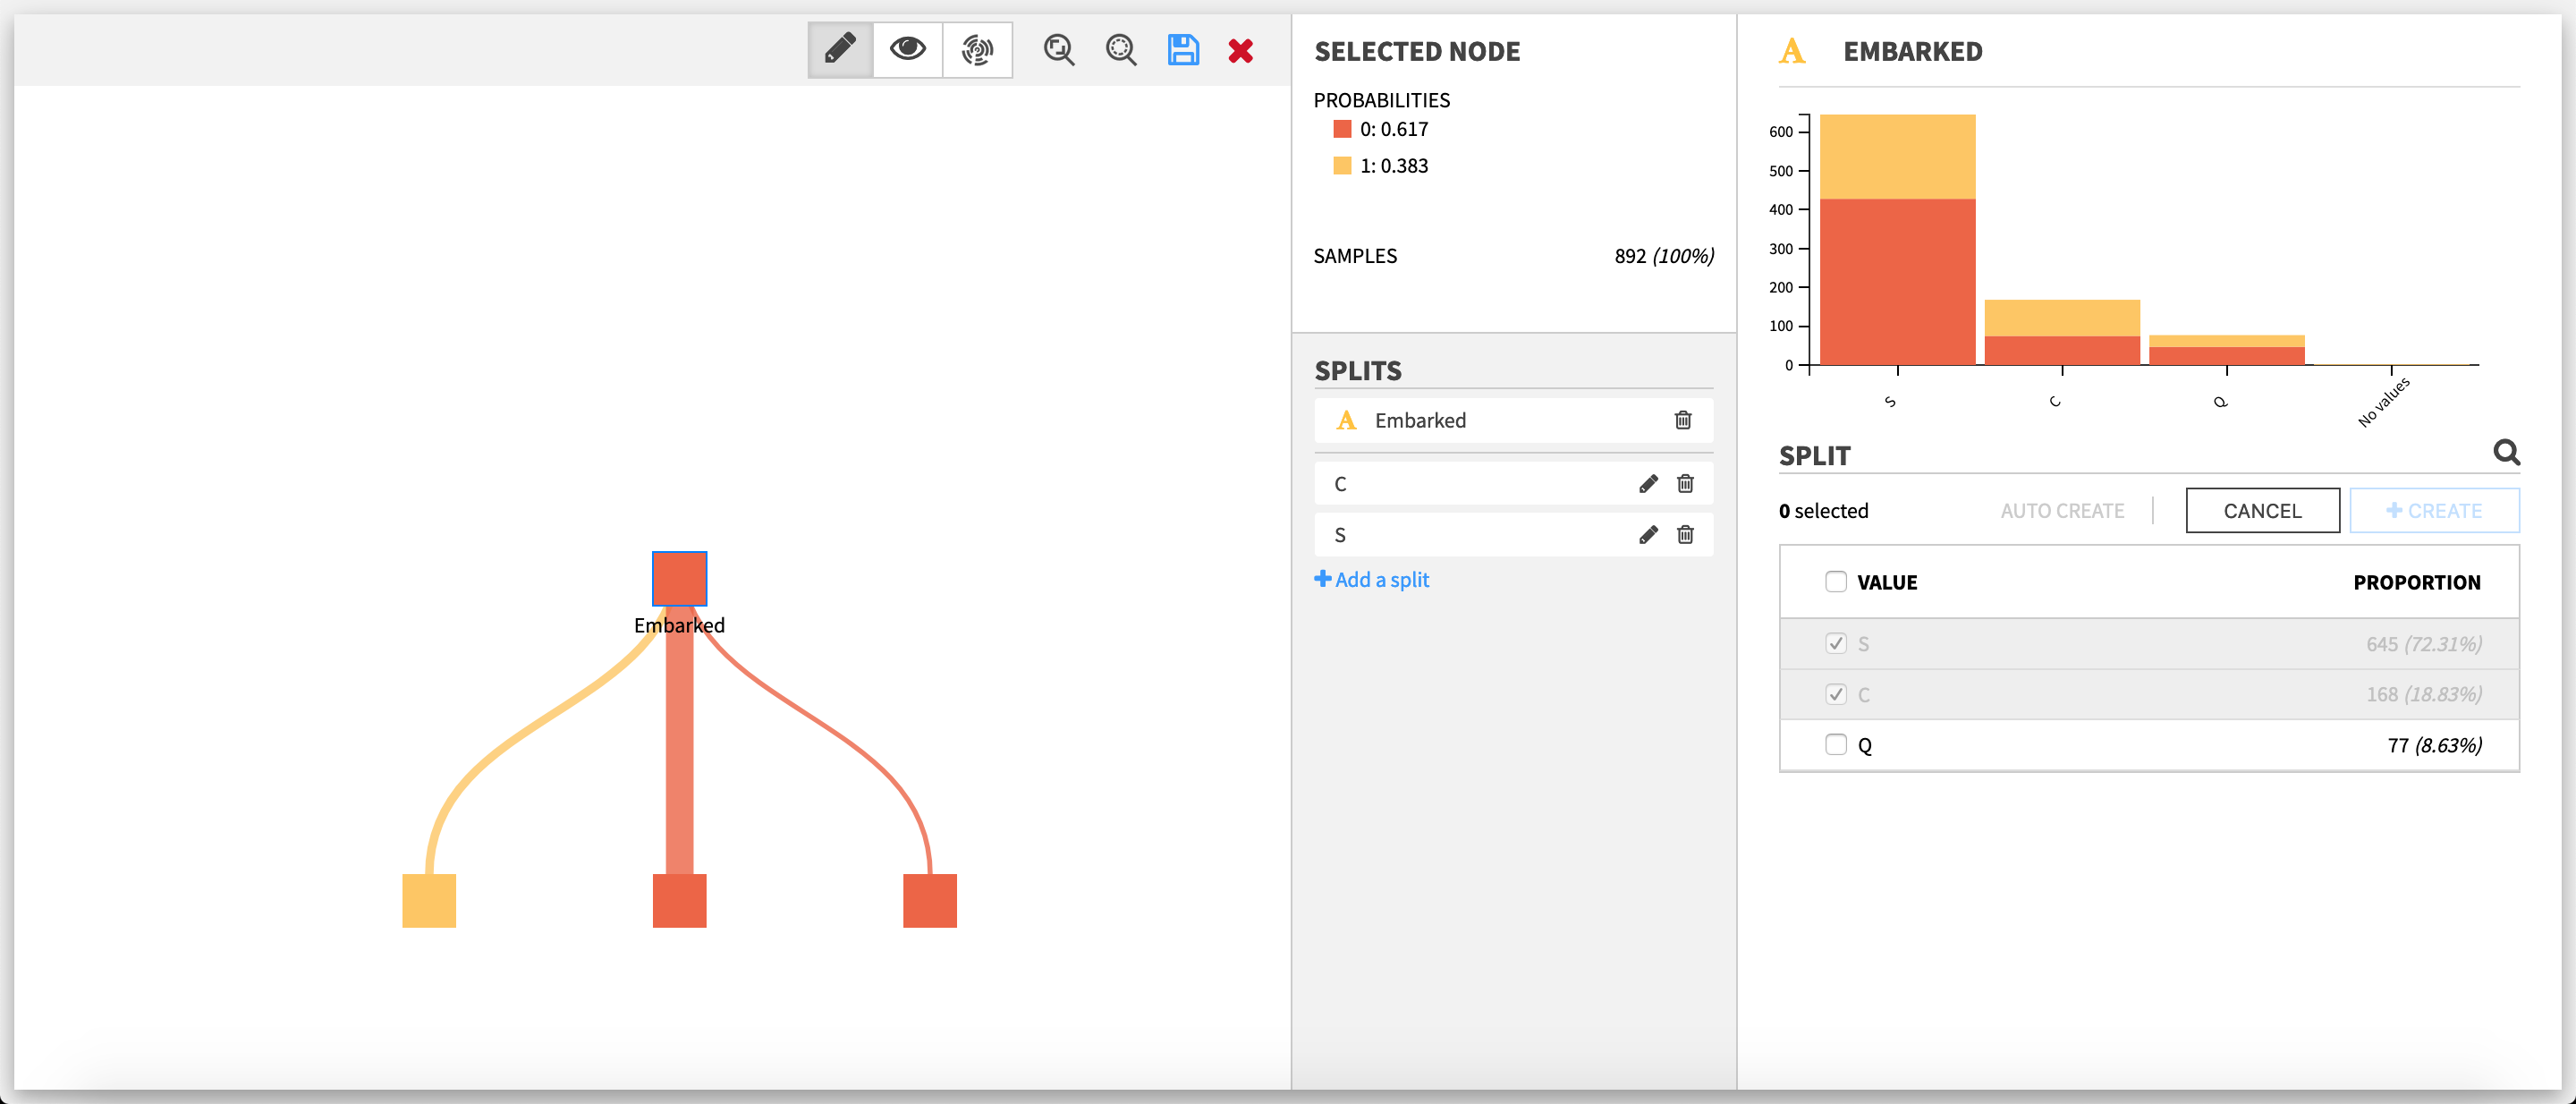 SELECTED NODE
PROBABILITIES
0: 0.617
1: 0.383
SAMPLES 892 (100%)
SPLITS
A Embarked
C
S
Add a split
Embarked
A EMBARKED
600
500
400
300
200
100
0
S C Q No values
SPLIT
0 selected AUTO CREATE CANCEL CREATE
VALUE PROPORTION
S 645 (72.31%)
C 168 (18.83%)
Q 77 (8.63%)